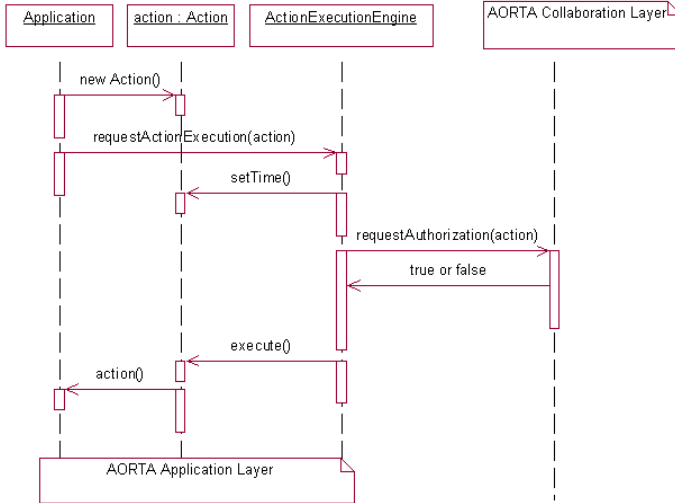 Application
action : Action
ActionExecutionEngine
AORTA Collaboration Layer
new Action()
requestActionExecution(action)
setTime()
requestAuthorization(action)
true or false
execute()
action()
AORTA Application Layer